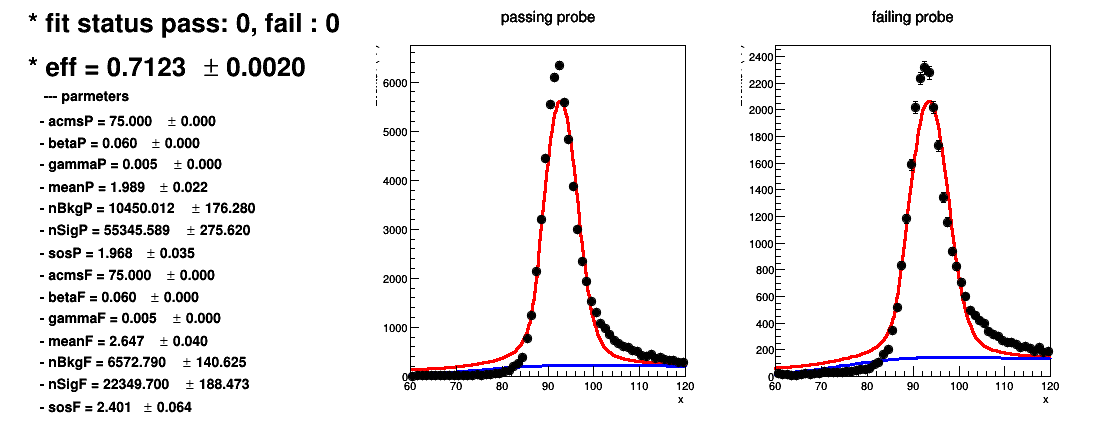 * fit status pass: 0, fail : 0
* eff = 0.7123 ± 0.0020
--- parmeters
- acmsP = 75.000 ± 0.000
- betaP = 0.060 ± 0.000
- gammaP = 0.005 ± 0.000
- meanP = 1.989 ± 0.022
- nBkgP = 10450.012 ± 176.280
- nSigP = 55345.589 ± 275.620
- sosP = 1.968 ± 0.035
- acmsF = 75.000 ± 0.000
- betaF = 0.060 ± 0.000
- gammaF = 0.005 ± 0.000
- meanF = 2.647 ± 0.040
- nBkgF = 6572.790 ± 140.625
- nSigF = 22349.700 ± 188.473
- sosF = 2.401 ± 0.064
passing probe
6000
5000
4000
3000
2000
1000
0
60 70 80 90 100 110 120
x
failing probe
2400
2200
2000
1800
1600
1400
1200
1000
800
600
400
200
0
60 70 80 90 100 110 120
x